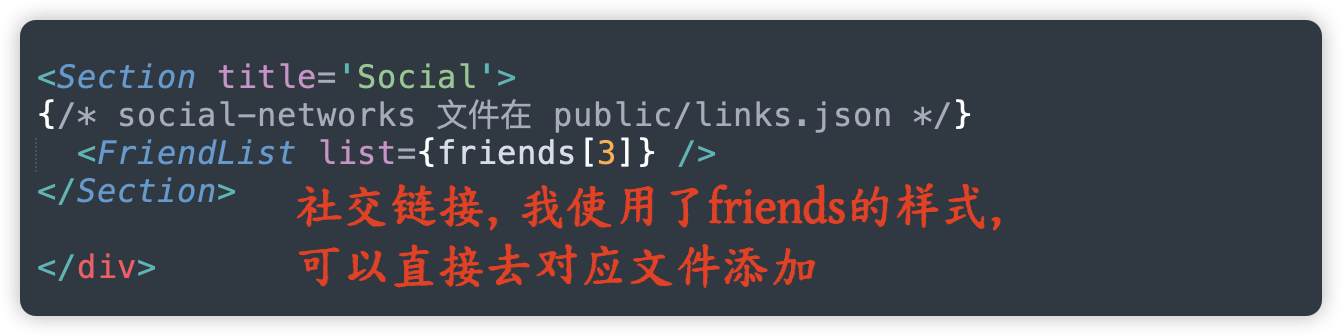 <Section title='Social'>
{/* social-networks 文件在 public/links.json */}
<FriendList list={friends[3]} />
</Section>
社交链接, 我使用了friends的样式,
可以直接去对应文件添加
</div>